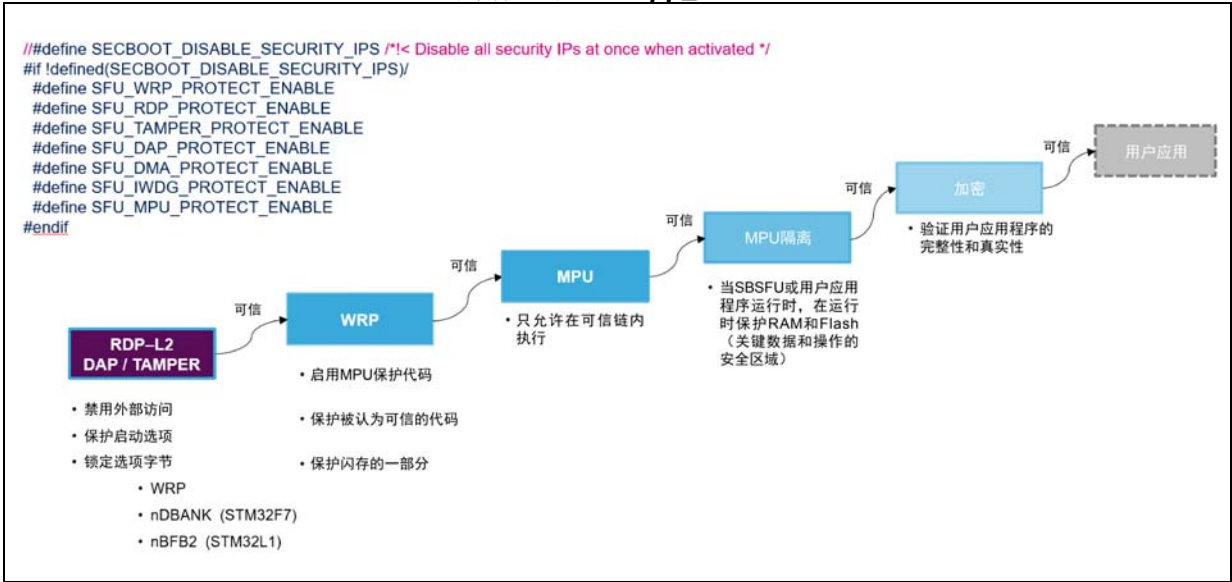 //#define SECBOOT_DISABLE_SECURITY_IPS /*!< Disable all security IPs at once when activated */
#if !defined(SECBOOT_DISABLE_SECURITY_IPS)/
#define SFU_WRP_PROTECT_ENABLE
#define SFU_RDP_PROTECT_ENABLE
#define SFU_TAMPER_PROTECT_ENABLE
#define SFU_DAP_PROTECT_ENABLE
#define SFU_DMA_PROTECT_ENABLE
#define SFU_IWDG_PROTECT_ENABLE
#define SFU_MPU_PROTECT_ENABLE
#endif
RDP–L2
DAP / TAMPER
• 禁用外部访问
• 保护启动选项
• 锁定选项字节
• WRP
• nDBANK (STM32F7)
• nBFB2 (STM32L1)
可信
WRP
• 启用MPU保护代码
• 保护被认为可信的代码
• 保护闪存的一部分
可信
MPU
• 只允许在可信链内
执行
可信
MPU隔离
• 当SBSFU或用户应用
程序运行时，在运行
时保护RAM和Flash
（关键数据和操作的
安全区域）
可信
加密
• 验证用户应用程序的
完整性和真实性
可信
用户应用